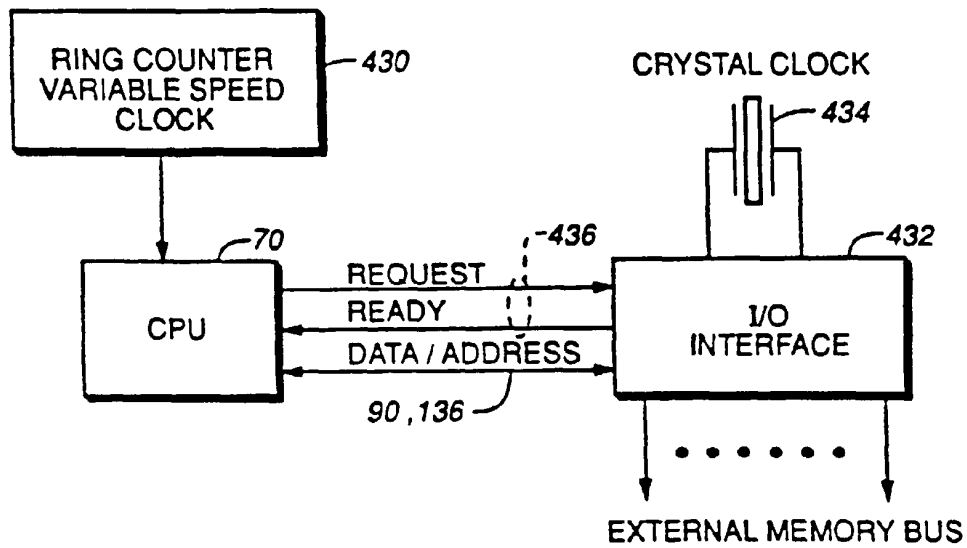 RING COUNTER
VARIABLE SPEED
CLOCK
430
CRYSTAL CLOCK
434
70
436
432
CPU
REQUEST
READY
DATA / ADDRESS
90 , 136
I/O
INTERFACE
EXTERNAL MEMORY BUS